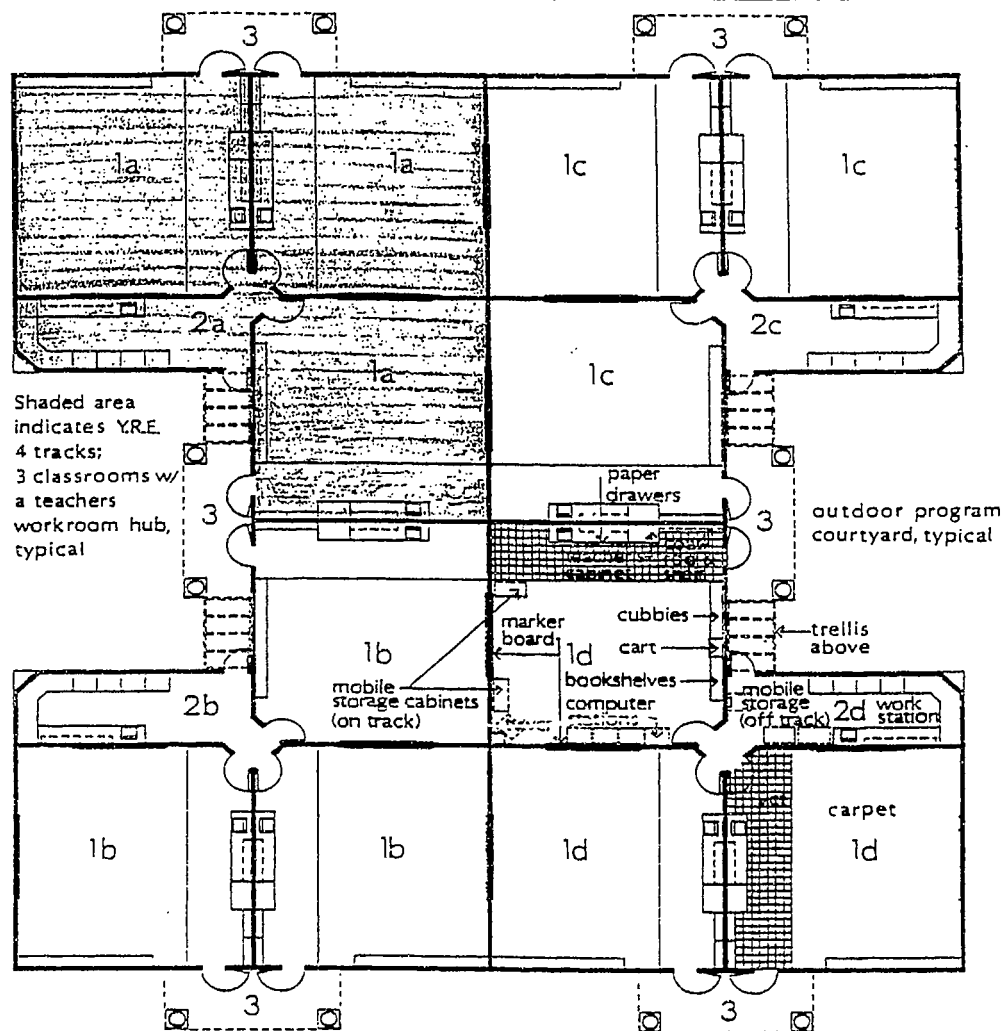 3
3
1a
1a
1c
1c
2a
2c
1a
1c
Shaded area
indicates Y.R.E.
4 tracks;
3 classrooms w/
a teachers
workroom hub,
typical
paper
drawers
3
3
outdoor program
courtyard, typical
cabinet
cubbies
marker
board
trellis
above
1b
1d
cart
mobile
storage cabinets
(on track)
bookshelves
computer
mobile
storage
(off track)
2b
2d
work
station
vct
carpet
1b
1b
1d
1d
3
3